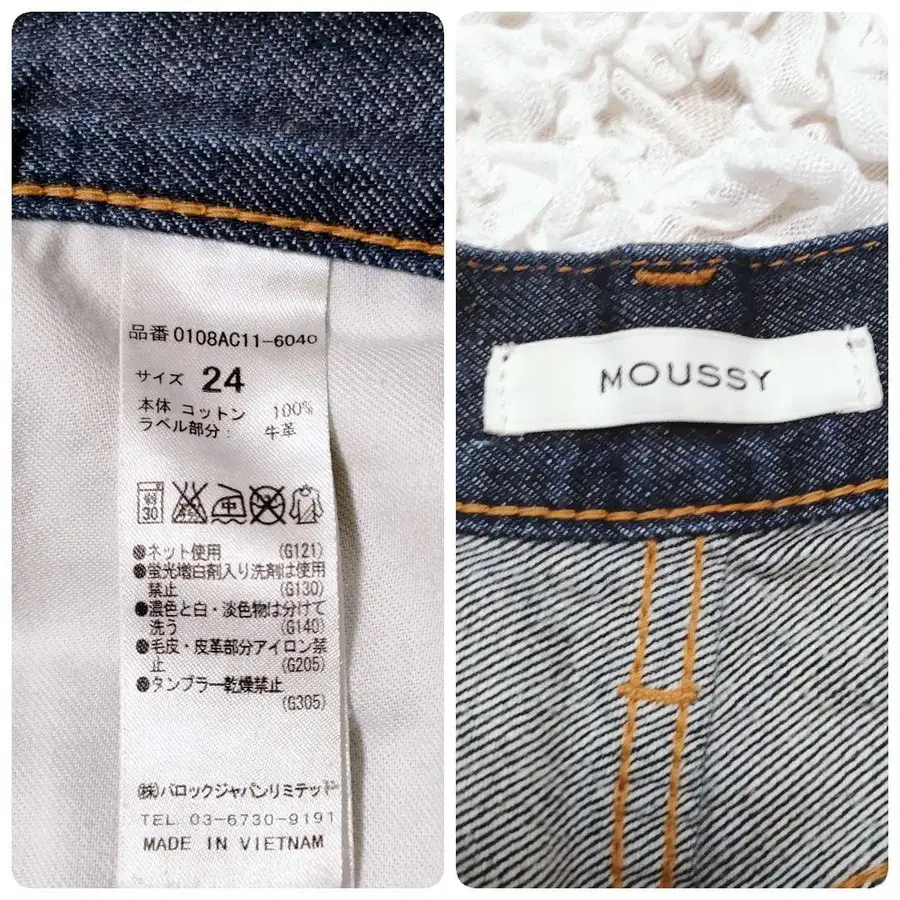 品番 0108AC11-6040
サイズ 24
本体 コットン 100%
ラベル部分: 牛革
弱
30
●ネット使用 (G121)
●蛍光増白剤入り洗剤は使用
禁止 (G130)
●濃色と白・淡色物は分けて
洗う (G140)
●毛皮・皮革部分アイロン禁
止 (G205)
●タンブラー乾燥禁止
(G305)
(株)バロックジャパンリミテッド
TEL 03-6730-9191
MADE IN VIETNAM
MOUSSY